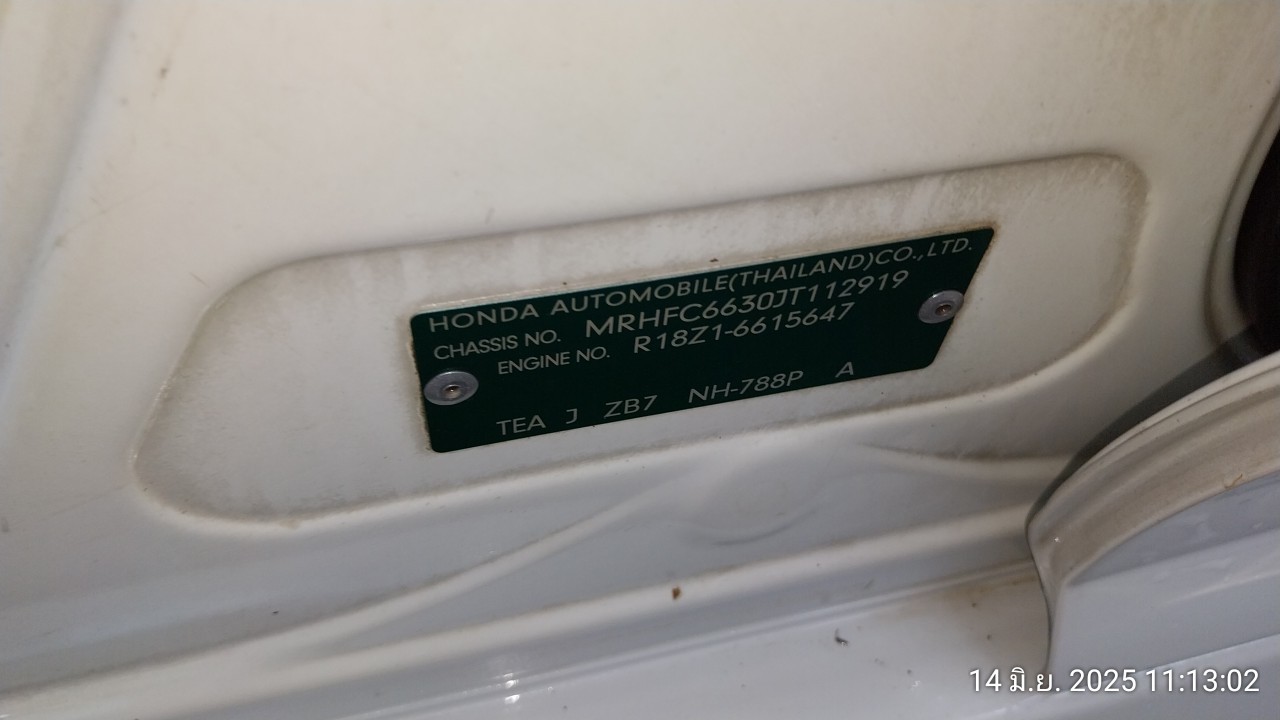 HONDA AUTOMOBILE(THAILAND)CO.,LTD.
CHASSIS NO. MRHFC6630JT112919
ENGINE NO. R18Z1-6615647
TEA J ZB7 NH-788P A
14 มิ.ย. 2025 11:13:02